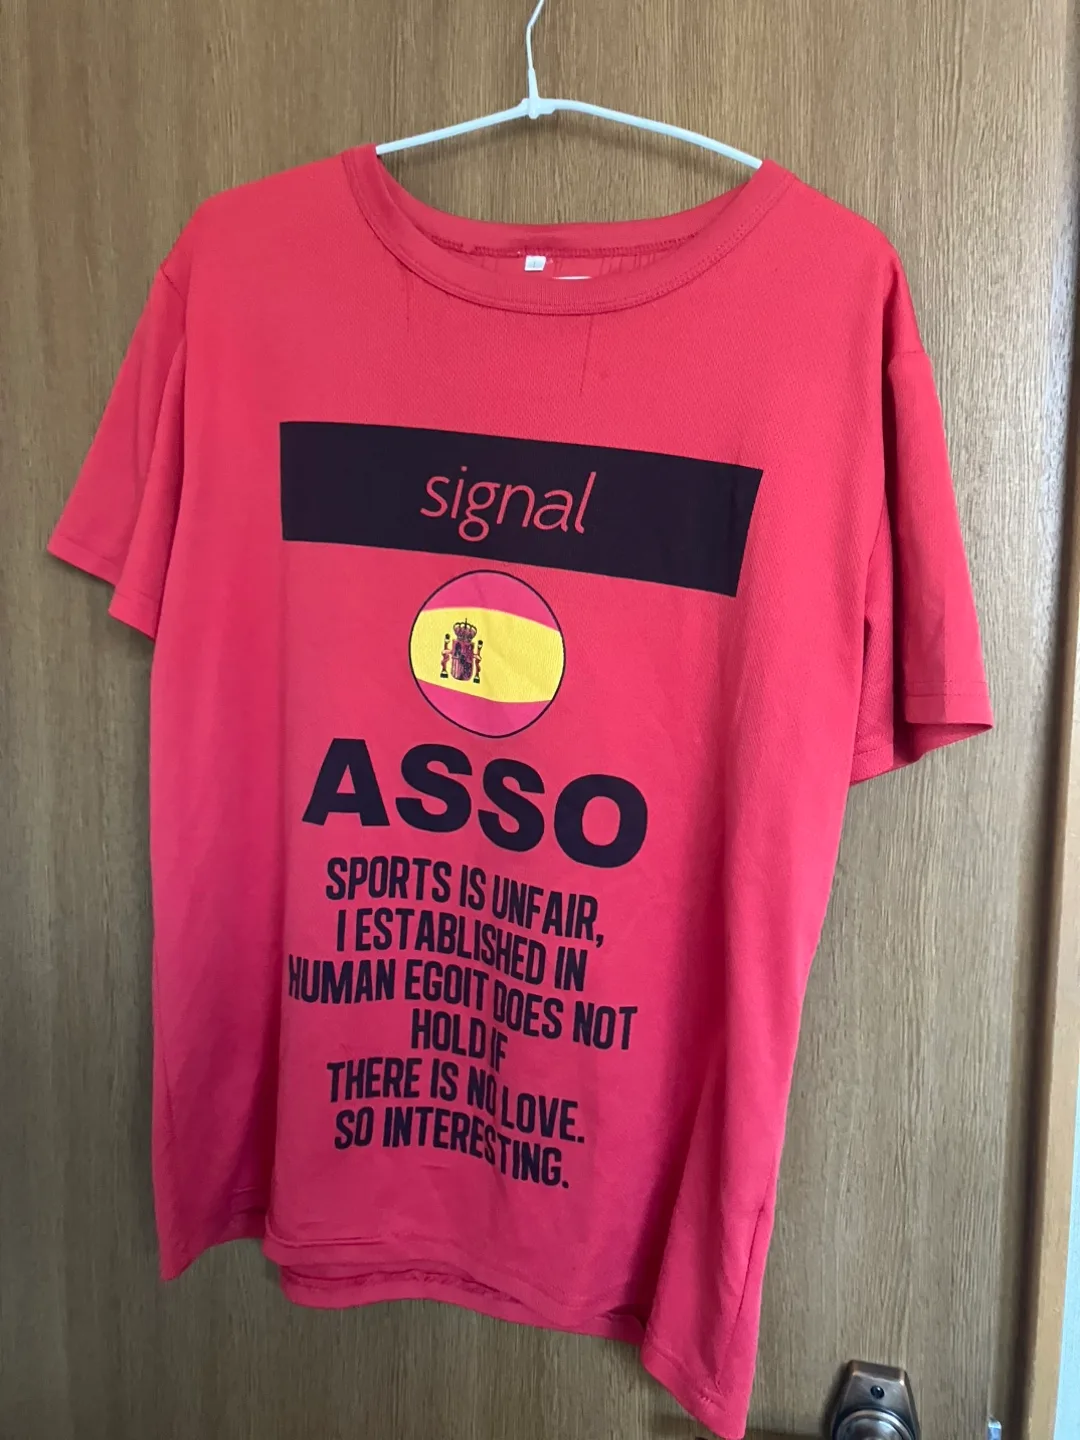 signal
ASSO
SPORTS IS UNFAIR,
I ESTABLISHED IN
HUMAN EGOIT DOES NOT
HOLD IF
THERE IS NO LOVE.
SO INTERESTING.